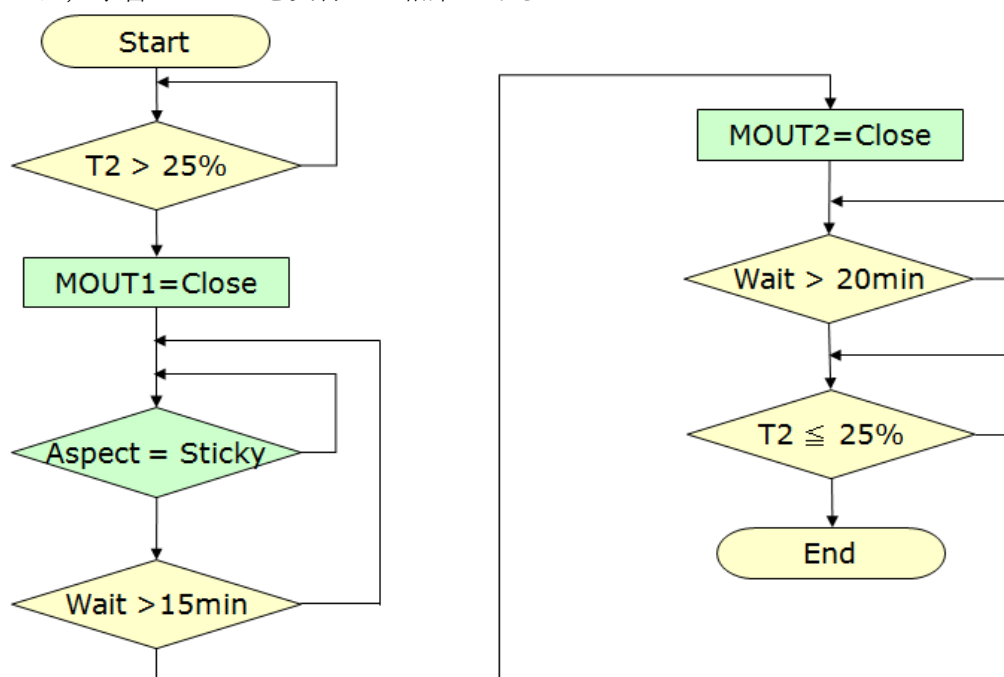 Start
T2 > 25%
MOUT1=Close
Aspect = Sticky
Wait >15min
MOUT2=Close
Wait > 20min
T2 ≦ 25%
End